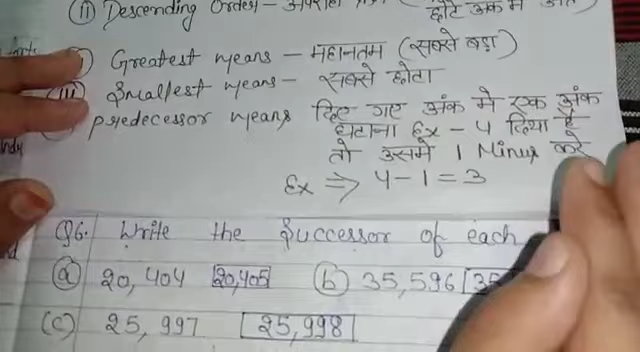 (ii) Descending Order - अवरोही
Greatest means - महानतम (सबसे बड़ा)
(iii) Smallest means - सबसे छोटा
predecessor means दिए गए अंक मे एक अंक
घटाना Ex - 4 दिया है
तो उसमे 1 Minus करे
Ex ⇒ 4-1=3
Q6. Write the Successor of each
(a) 20,404 20,405 (b) 35,596
(c) 25,997 25,998